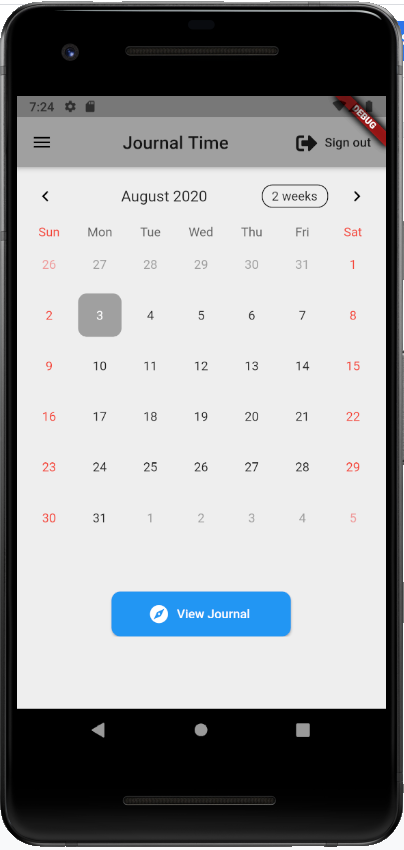 7:24
DEBUG
Journal Time
Sign out
August 2020
2 weeks
Sun Mon Tue Wed Thu Fri Sat
26 27 28 29 30 31 1
2 3 4 5 6 7 8
9 10 11 12 13 14 15
16 17 18 19 20 21 22
23 24 25 26 27 28 29
30 31 1 2 3 4 5
View Journal